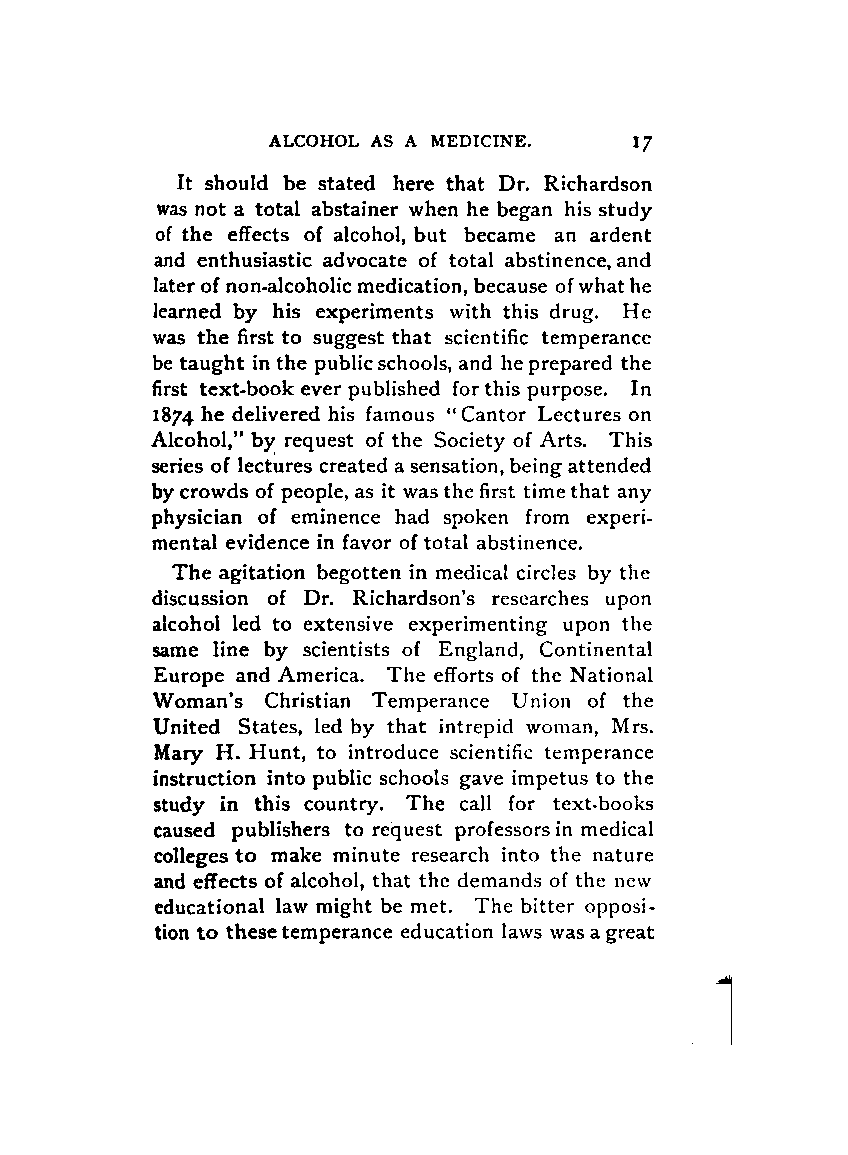 ALCOHOL AS A MEDICINE. 17
It should be stated here that Dr. Richardson
was not a total abstainer when he began his study
of the effects of alcohol, but became an ardent
and enthusiastic advocate of total abstinence, and
later of non-alcoholic medication, because of what he
learned by his experiments with this drug. He
was the first to suggest that scientific temperance
be taught in the public schools, and he prepared the
first text-book ever published for this purpose. In
1874 he delivered his famous "Cantor Lectures on
Alcohol," by request of the Society of Arts. This
series of lectures created a sensation, being attended
by crowds of people, as it was the first time that any
physician of eminence had spoken from experi-
mental evidence in favor of total abstinence.
The agitation begotten in medical circles by the
discussion of Dr. Richardson's researches upon
alcohol led to extensive experimenting upon the
same line by scientists of England, Continental
Europe and America. The efforts of the National
Woman's Christian Temperance Union of the
United States, led by that intrepid woman, Mrs.
Mary H. Hunt, to introduce scientific temperance
instruction into public schools gave impetus to the
study in this country. The call for text-books
caused publishers to request professors in medical
colleges to make minute research into the nature
and effects of alcohol, that the demands of the new
educational law might be met. The bitter opposi-
tion to these temperance education laws was a great